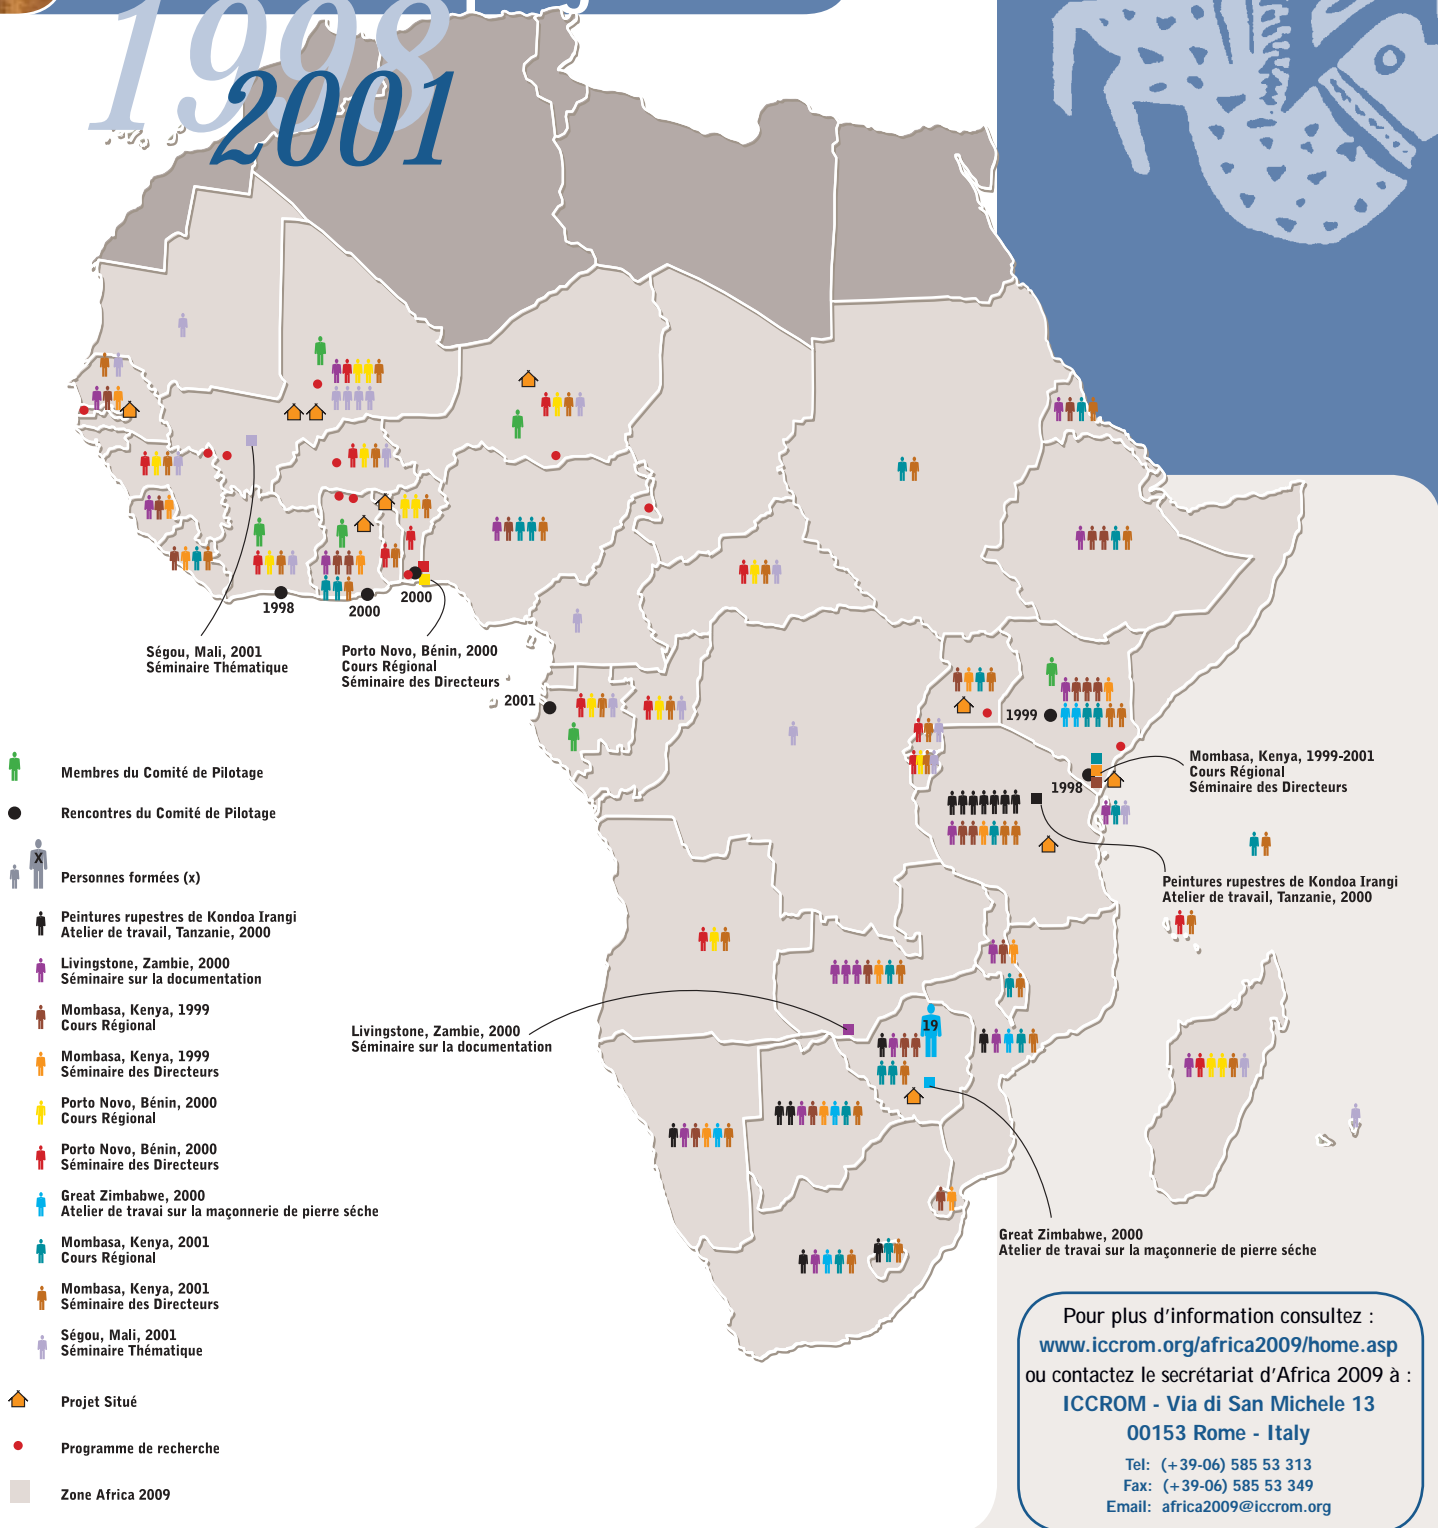 1998
2001
1998
2000
2000
Ségou, Mali, 2001
Séminaire Thématique
Porto Novo, Bénin, 2000
Cours Régional
Séminaire des Directeurs
2001
1999
1998
Mombasa, Kenya, 1999-2001
Cours Régional
Séminaire des Directeurs
Peintures rupestres de Kondoa Irangi
Atelier de travail, Tanzanie, 2000
Livingstone, Zambie, 2000
Séminaire sur la documentation
19
Great Zimbabwe, 2000
Atelier de travai sur la maçonnerie de pierre séche
Membres du Comité de Pilotage
Rencontres du Comité de Pilotage
X
Personnes formées (x)
Peintures rupestres de Kondoa Irangi
Atelier de travail, Tanzanie, 2000
Livingstone, Zambie, 2000
Séminaire sur la documentation
Mombasa, Kenya, 1999
Cours Régional
Mombasa, Kenya, 1999
Séminaire des Directeurs
Porto Novo, Bénin, 2000
Cours Régional
Porto Novo, Bénin, 2000
Séminaire des Directeurs
Great Zimbabwe, 2000
Atelier de travai sur la maçonnerie de pierre séche
Mombasa, Kenya, 2001
Cours Régional
Mombasa, Kenya, 2001
Séminaire des Directeurs
Ségou, Mali, 2001
Séminaire Thématique
Projet Situé
Programme de recherche
Zone Africa 2009
Pour plus d'information consultez :
www.iccrom.org/africa2009/home.asp
ou contactez le secrétariat d'Africa 2009 à :
ICCROM - Via di San Michele 13
00153 Rome - Italy
Tel: (+39-06) 585 53 313
Fax: (+39-06) 585 53 349
Email: africa2009@iccrom.org